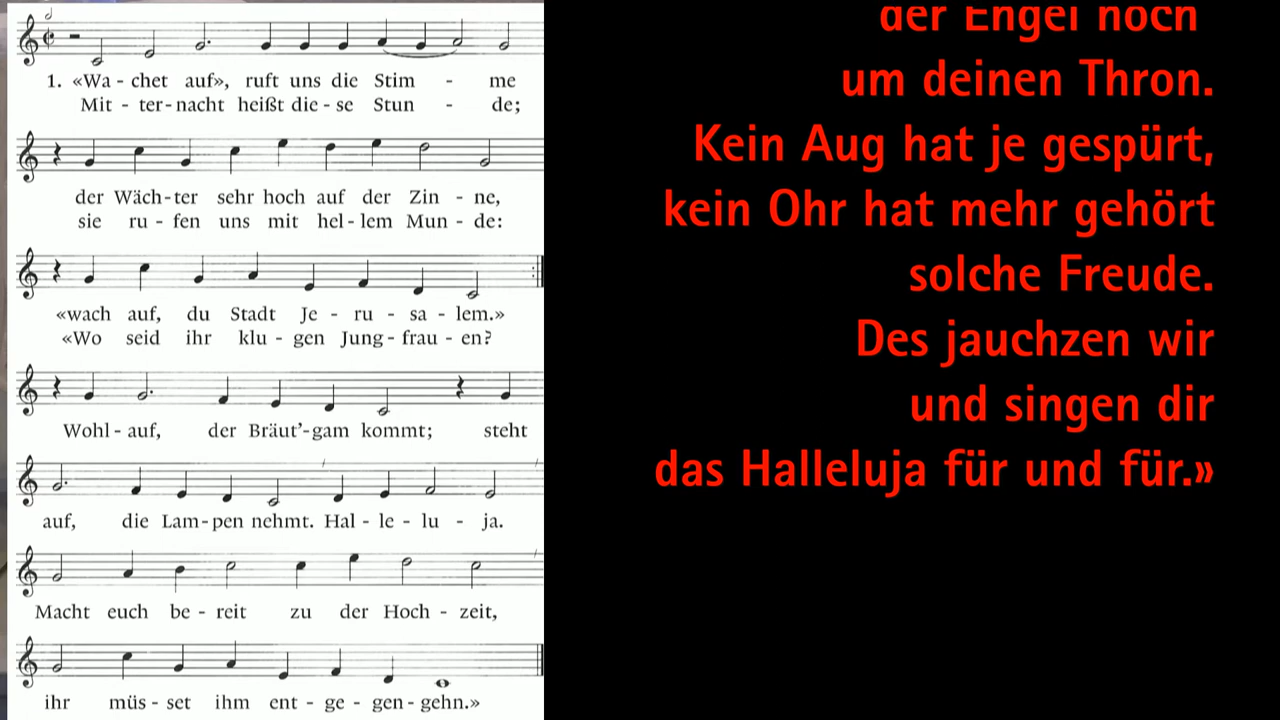 1. «Wa - chet auf», ruft uns die Stim - me
Mit - ter - nacht heißt die - se Stun - de;
der Wäch - ter sehr hoch auf der Zin - ne,
sie ru - fen uns mit hel - lem Mun - de:
«wach auf, du Stadt Je - ru - sa - lem.»
«Wo seid ihr klu - gen Jung - frau - en?
Wohl - auf, der Bräut’ - gam kommt; steht
auf, die Lam - pen nehmt. Hal - le - lu - ja.
Macht euch be - reit zu der Hoch - zeit,
ihr müs - set ihm ent - ge - gen - gehn.»
der Engel hoch
um deinen Thron.
Kein Aug hat je gespürt,
kein Ohr hat mehr gehört
solche Freude.
Des jauchzen wir
und singen dir
das Halleluja für und für.»